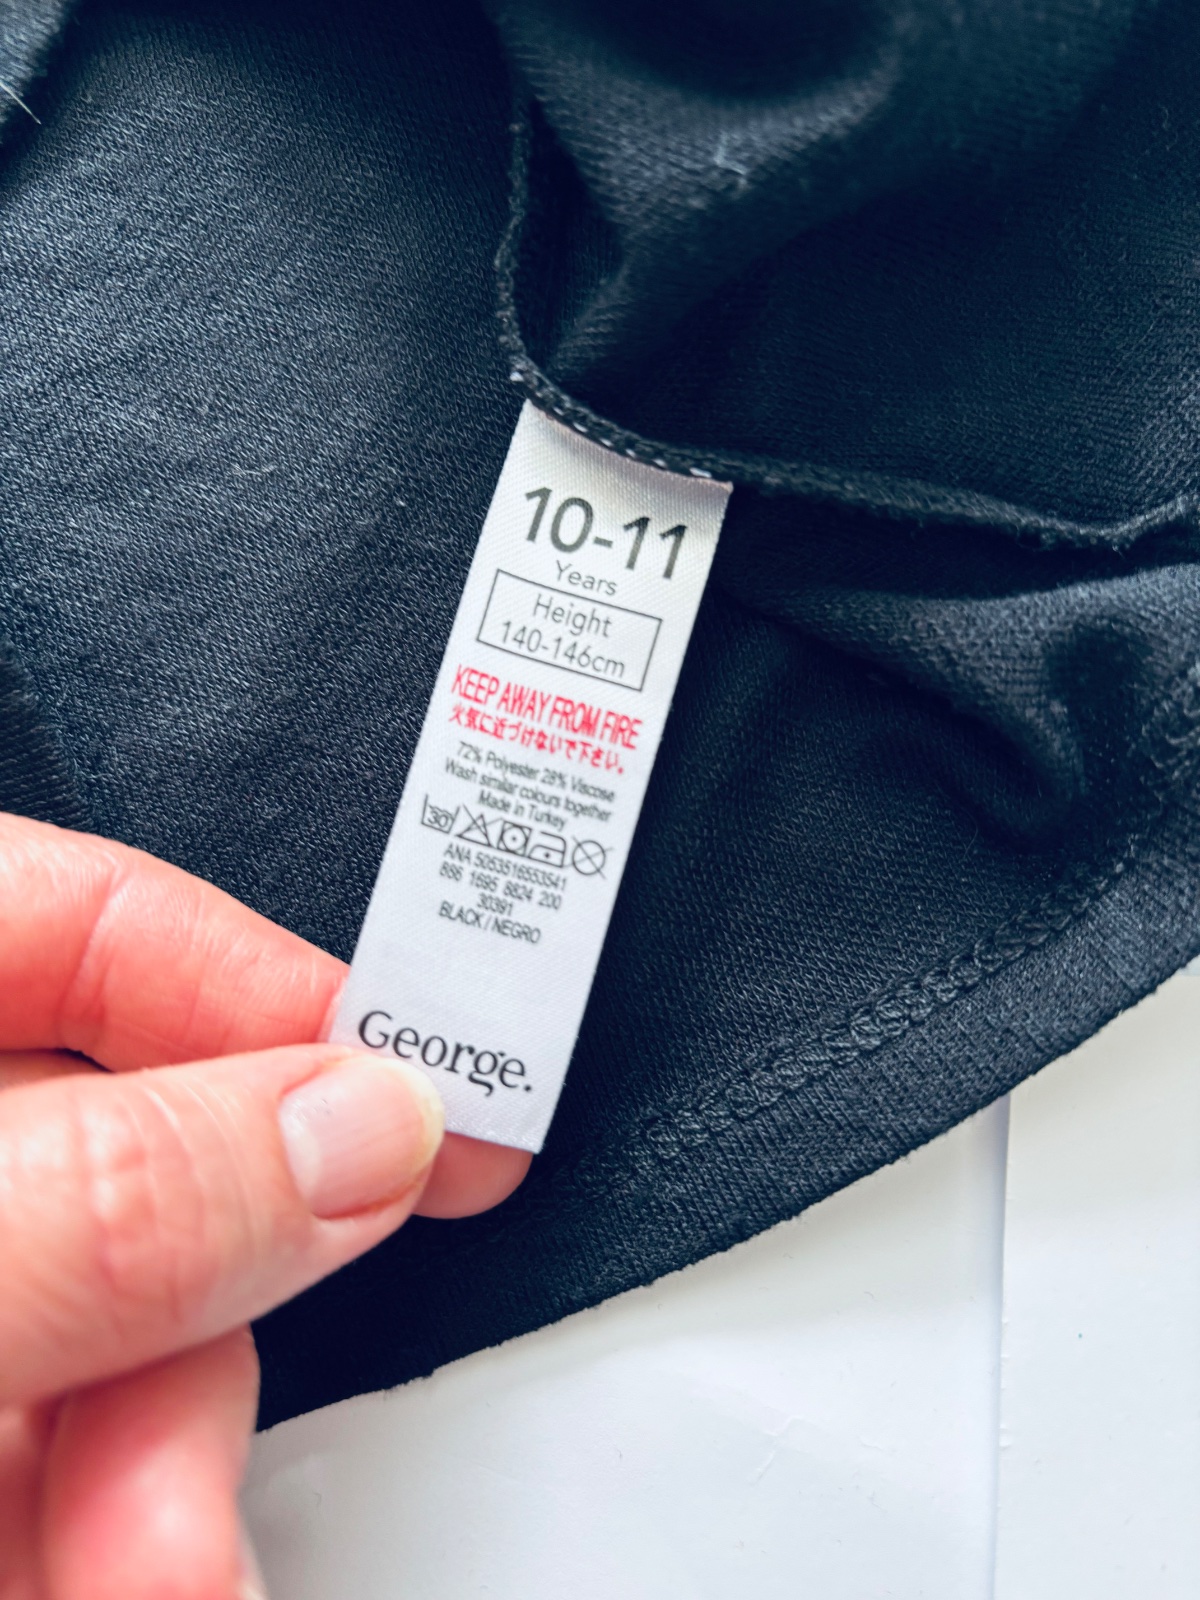 10-11
Years
Height
140-146cm
KEEP AWAY FROM FIRE
火気に近づけないで下さい。
72% Polyester 28% Viscose
Wash similar colours together
Made in Turkey
30
ANA 5053516553541
886 1695 8824 200
30391
BLACK / NEGRO
George.